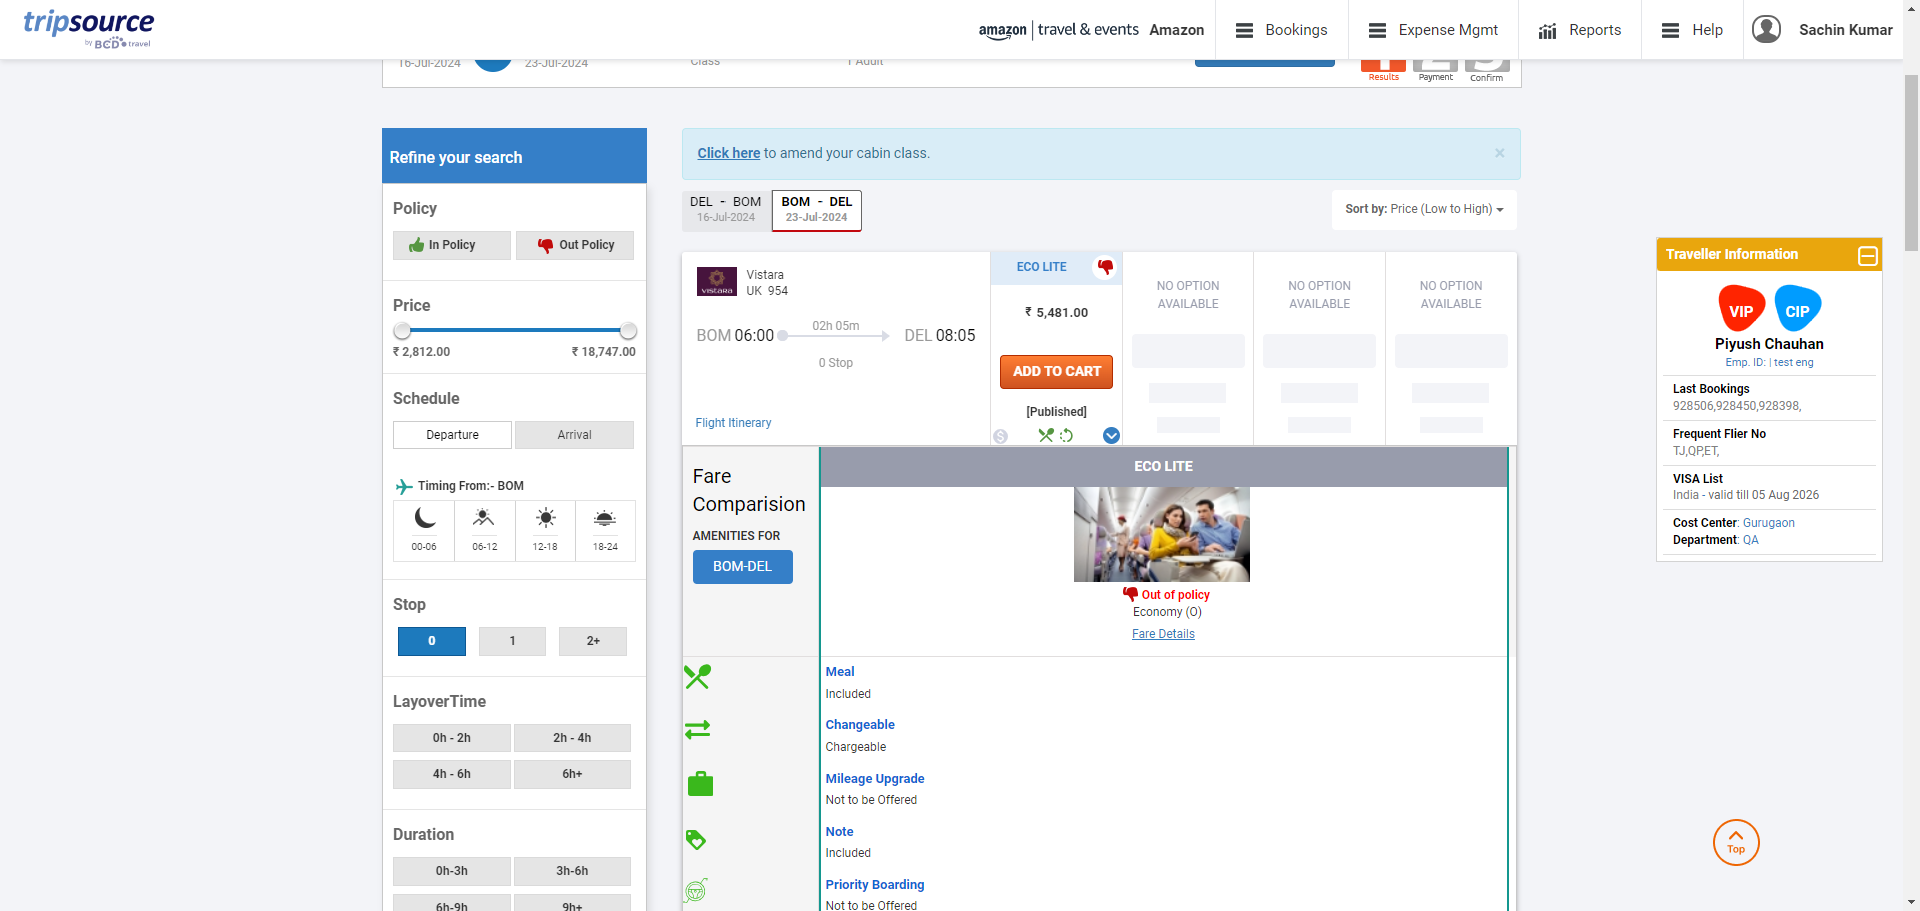 tripsource
by BCD travel
amazon travel & events Amazon
Bookings
Expense Mgmt
Reports
Help
Sachin Kumar
16-Jul-2024
23-Jul-2024
Class
1 Adult
Results
Payment
Confirm
Refine your search
Policy
In Policy
Out Policy
Price
₹ 2,812.00
₹ 18,747.00
Schedule
Departure
Arrival
Timing From:- BOM
00-06
06-12
12-18
18-24
Stop
0
1
2+
LayoverTime
0h - 2h
2h - 4h
4h - 6h
6h+
Duration
0h-3h
3h-6h
6h-9h
9h+
Click here to amend your cabin class.
×
DEL - BOM
16-Jul-2024
BOM - DEL
23-Jul-2024
Sort by: Price (Low to High)
VISTARA
Vistara
UK 954
BOM 06:00
02h 05m
0 Stop
DEL 08:05
Flight Itinerary
ECO LITE
₹ 5,481.00
ADD TO CART
[Published]
NO OPTION
AVAILABLE
NO OPTION
AVAILABLE
NO OPTION
AVAILABLE
Fare
Comparision
AMENITIES FOR
BOM-DEL
ECO LITE
Out of policy
Economy (O)
Fare Details
Meal
Included
Changeable
Chargeable
Mileage Upgrade
Not to be Offered
Note
Included
Priority Boarding
Not to be Offered
Traveller Information
VIP
CIP
Piyush Chauhan
Emp. ID: | test eng
Last Bookings
928506,928450,928398,
Frequent Flier No
TJ,QP,ET,
VISA List
India - valid till 05 Aug 2026
Cost Center: Gurugaon
Department: QA
Top